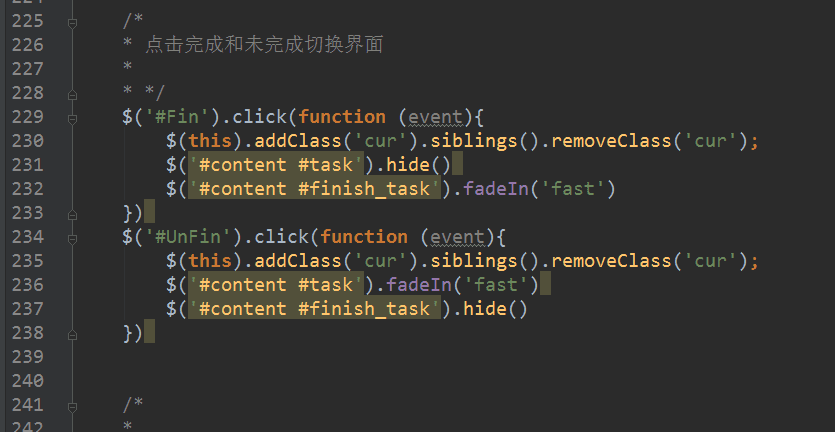 225 /*
226 * 点击完成和未完成切换界面
227 *
228 * */
229 $('#Fin').click(function (event){
230 $(this).addClass('cur').siblings().removeClass('cur');
231 $('#content #task').hide()
232 $('#content #finish_task').fadeIn('fast')
233 })
234 $('#UnFin').click(function (event){
235 $(this).addClass('cur').siblings().removeClass('cur');
236 $('#content #task').fadeIn('fast')
237 $('#content #finish_task').hide()
238 })
239
240
241 /*
242 *